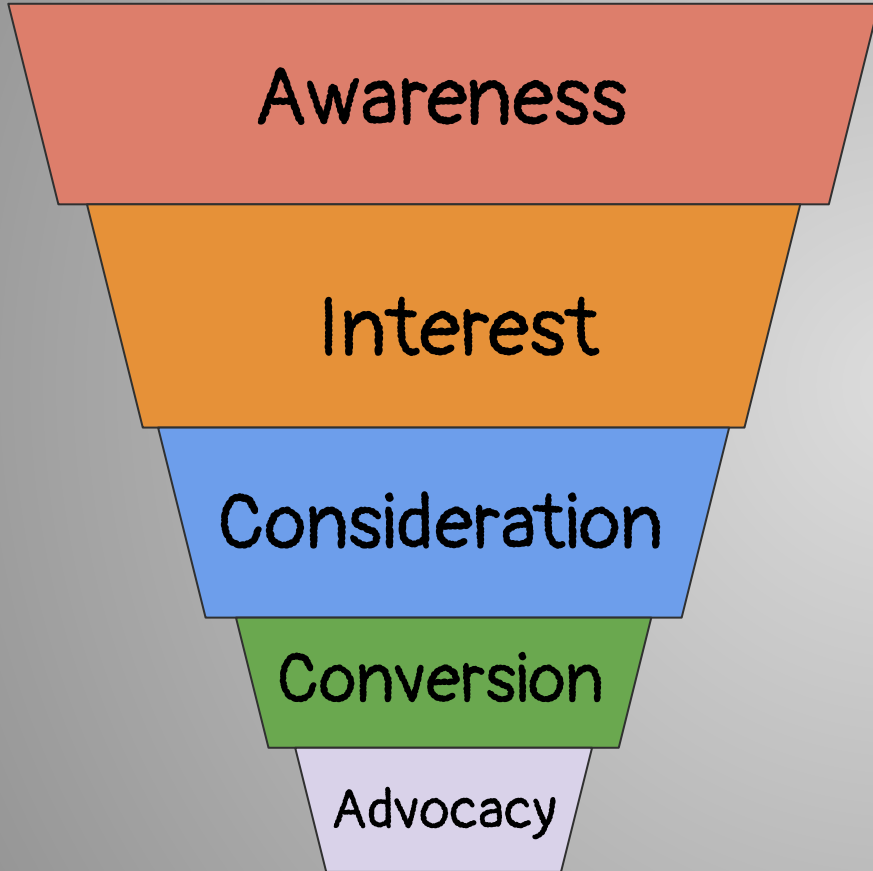 Awareness
Interest
Consideration
Conversion
Advocacy